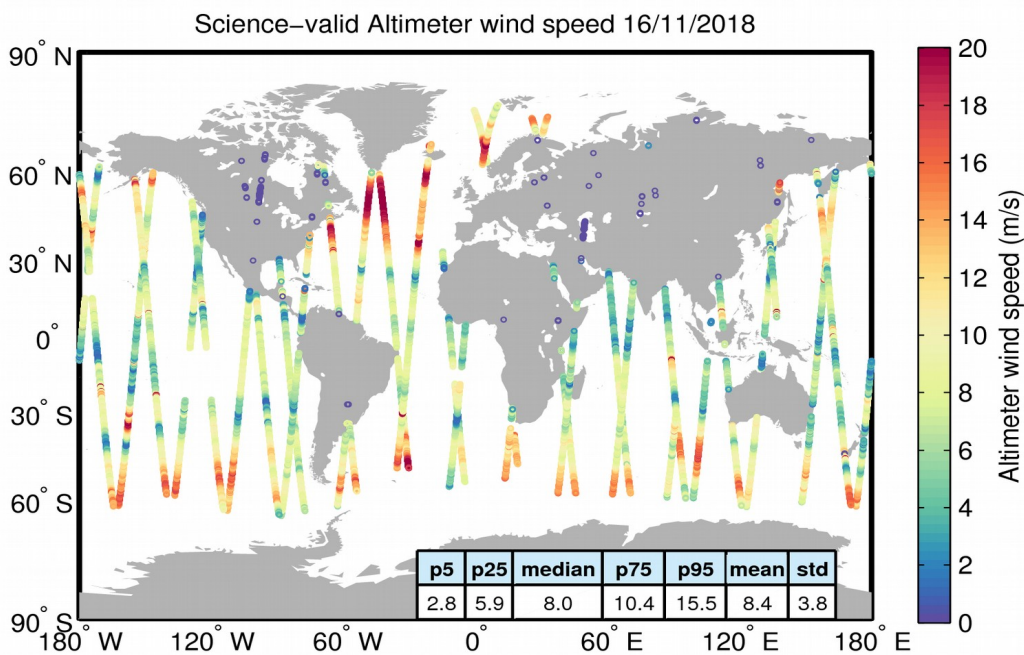 Science−valid Altimeter wind speed 16/11/2018
90° N
60° N
30° N
0°
30° S
60° S
90° S
180° W
120° W
60° W
0°
60° E
120° E
180° E
p5 p25 median p75 p95 mean std
2.8 5.9 8.0 10.4 15.5 8.4 3.8
20
18
16
14
12
10
8
6
4
2
0
Altimeter wind speed (m/s)